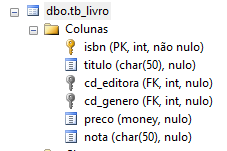 dbo.tb_livro
Colunas
isbn (PK, int, não nulo)
titulo (char(50), nulo)
cd_editora (FK, int, nulo)
cd_genero (FK, int, nulo)
preco (money, nulo)
nota (char(50), nulo)